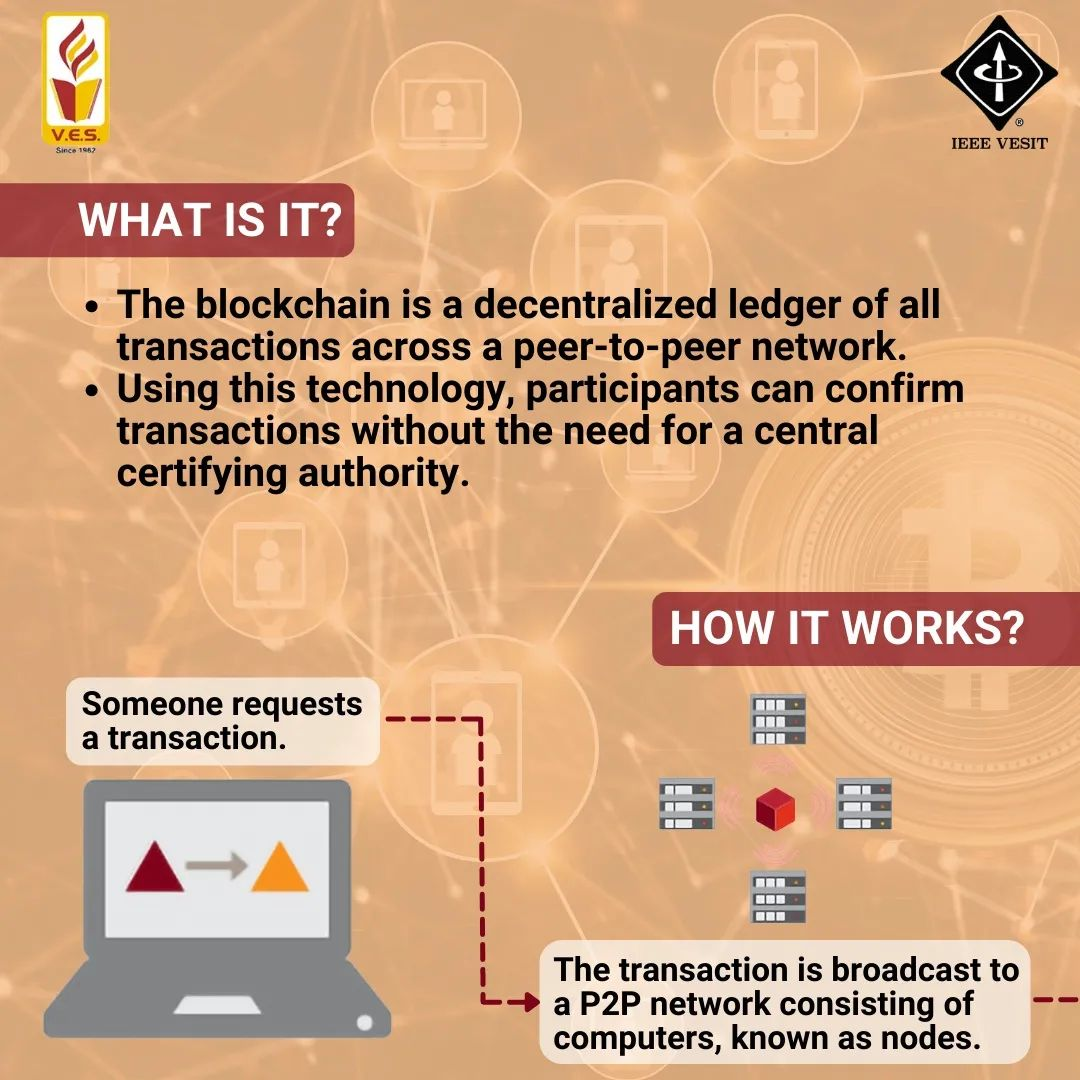 V.E.S.
Since 1962
IEEE VESIT
WHAT IS IT?
• The blockchain is a decentralized ledger of all
transactions across a peer-to-peer network.
• Using this technology, participants can confirm
transactions without the need for a central
certifying authority.
HOW IT WORKS?
Someone requests
a transaction.
The transaction is broadcast to
a P2P network consisting of
computers, known as nodes.